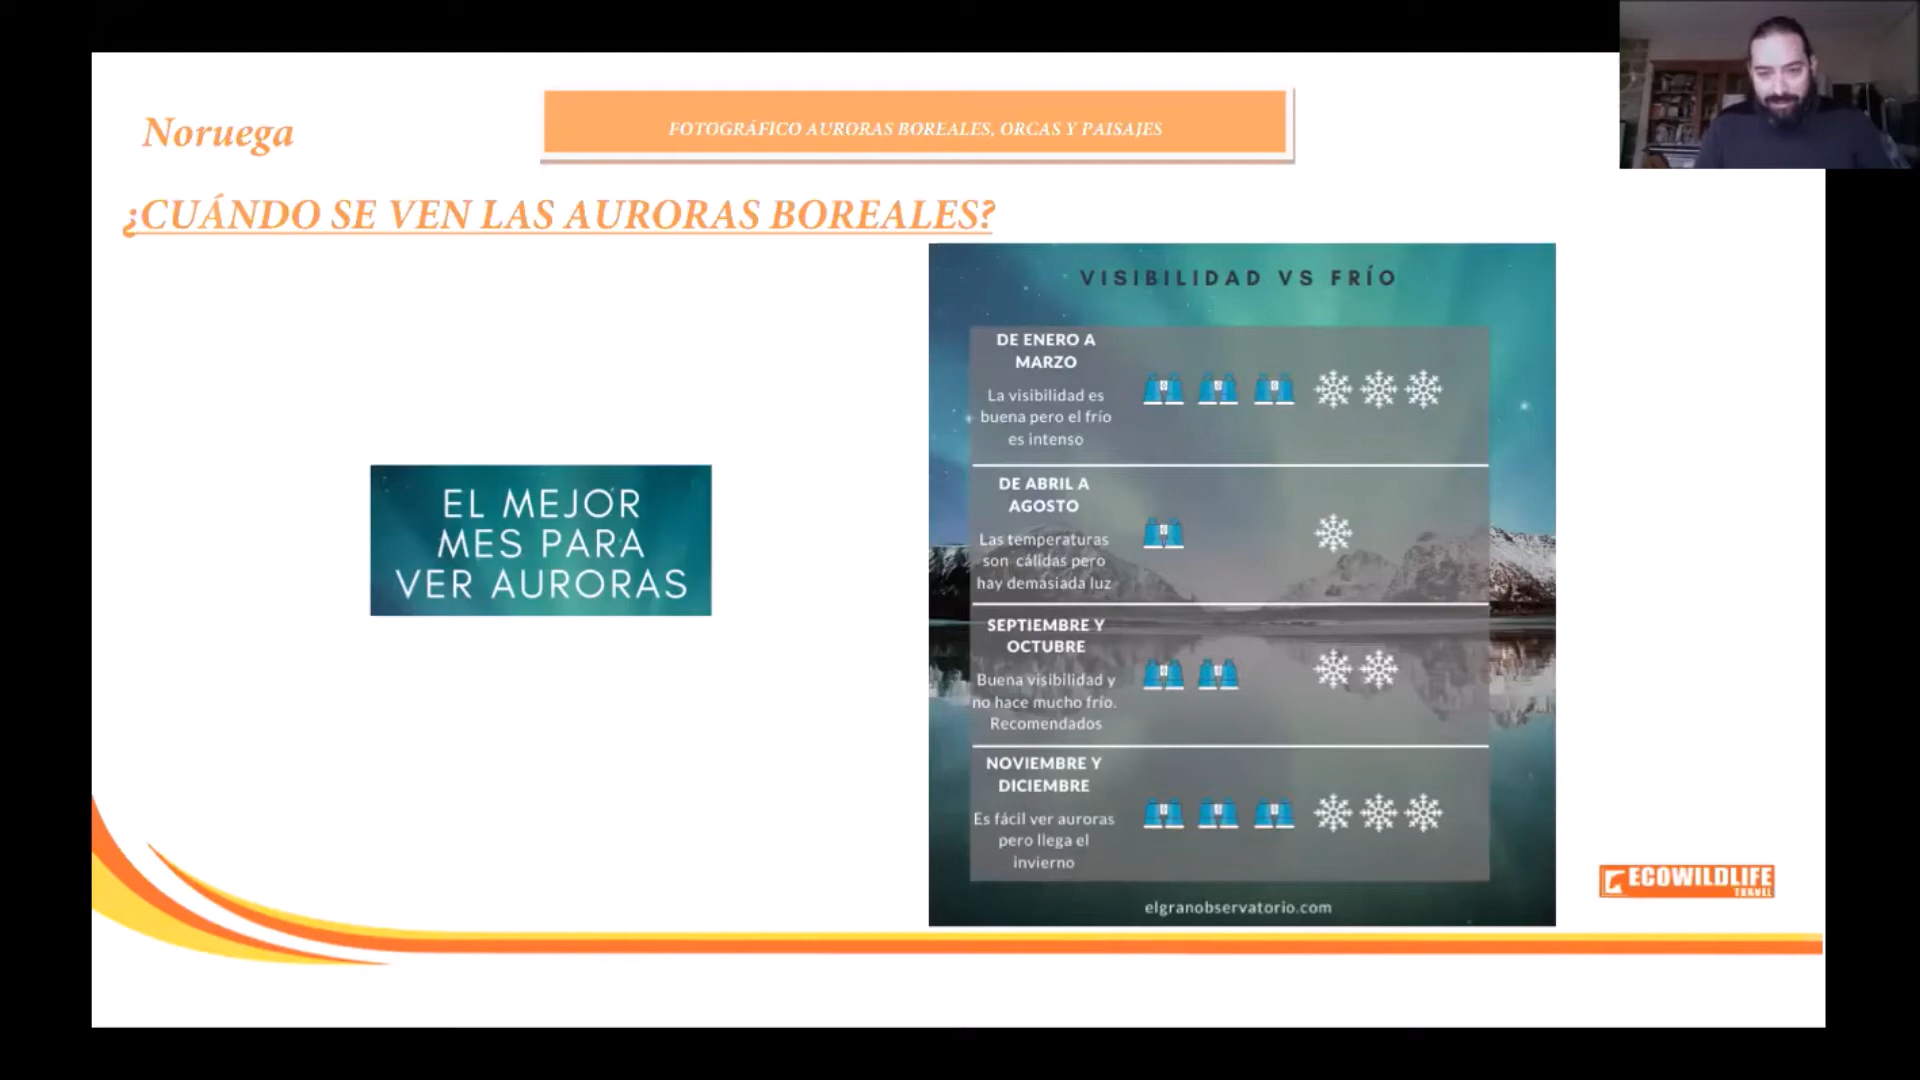 Noruega
FOTOGRÁFICO AURORAS BOREALES, ORCAS Y PAISAJES
¿CUÁNDO SE VEN LAS AURORAS BOREALES?
EL MEJOR
MES PARA
VER AURORAS
VISIBILIDAD VS FRÍO
DE ENERO A
MARZO
La visibilidad es
buena pero el frío
es intenso
DE ABRIL A
AGOSTO
Las temperaturas
son cálidas pero
hay demasiada luz
SEPTIEMBRE Y
OCTUBRE
Buena visibilidad y
no hace mucho frío.
Recomendados
NOVIEMBRE Y
DICIEMBRE
Es fácil ver auroras
pero llega el
invierno
elgranobservatorio.com
ECOWILDLIFE
TRAVEL